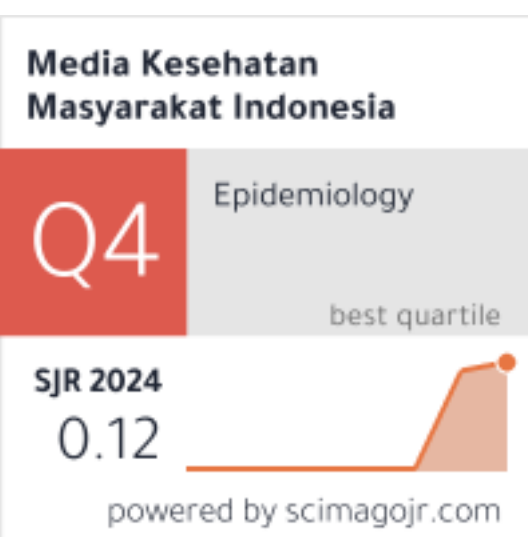 Media Kesehatan
Masyarakat Indonesia
Q4
Epidemiology
best quartile
SJR 2024
0.12
powered by scimagojr.com